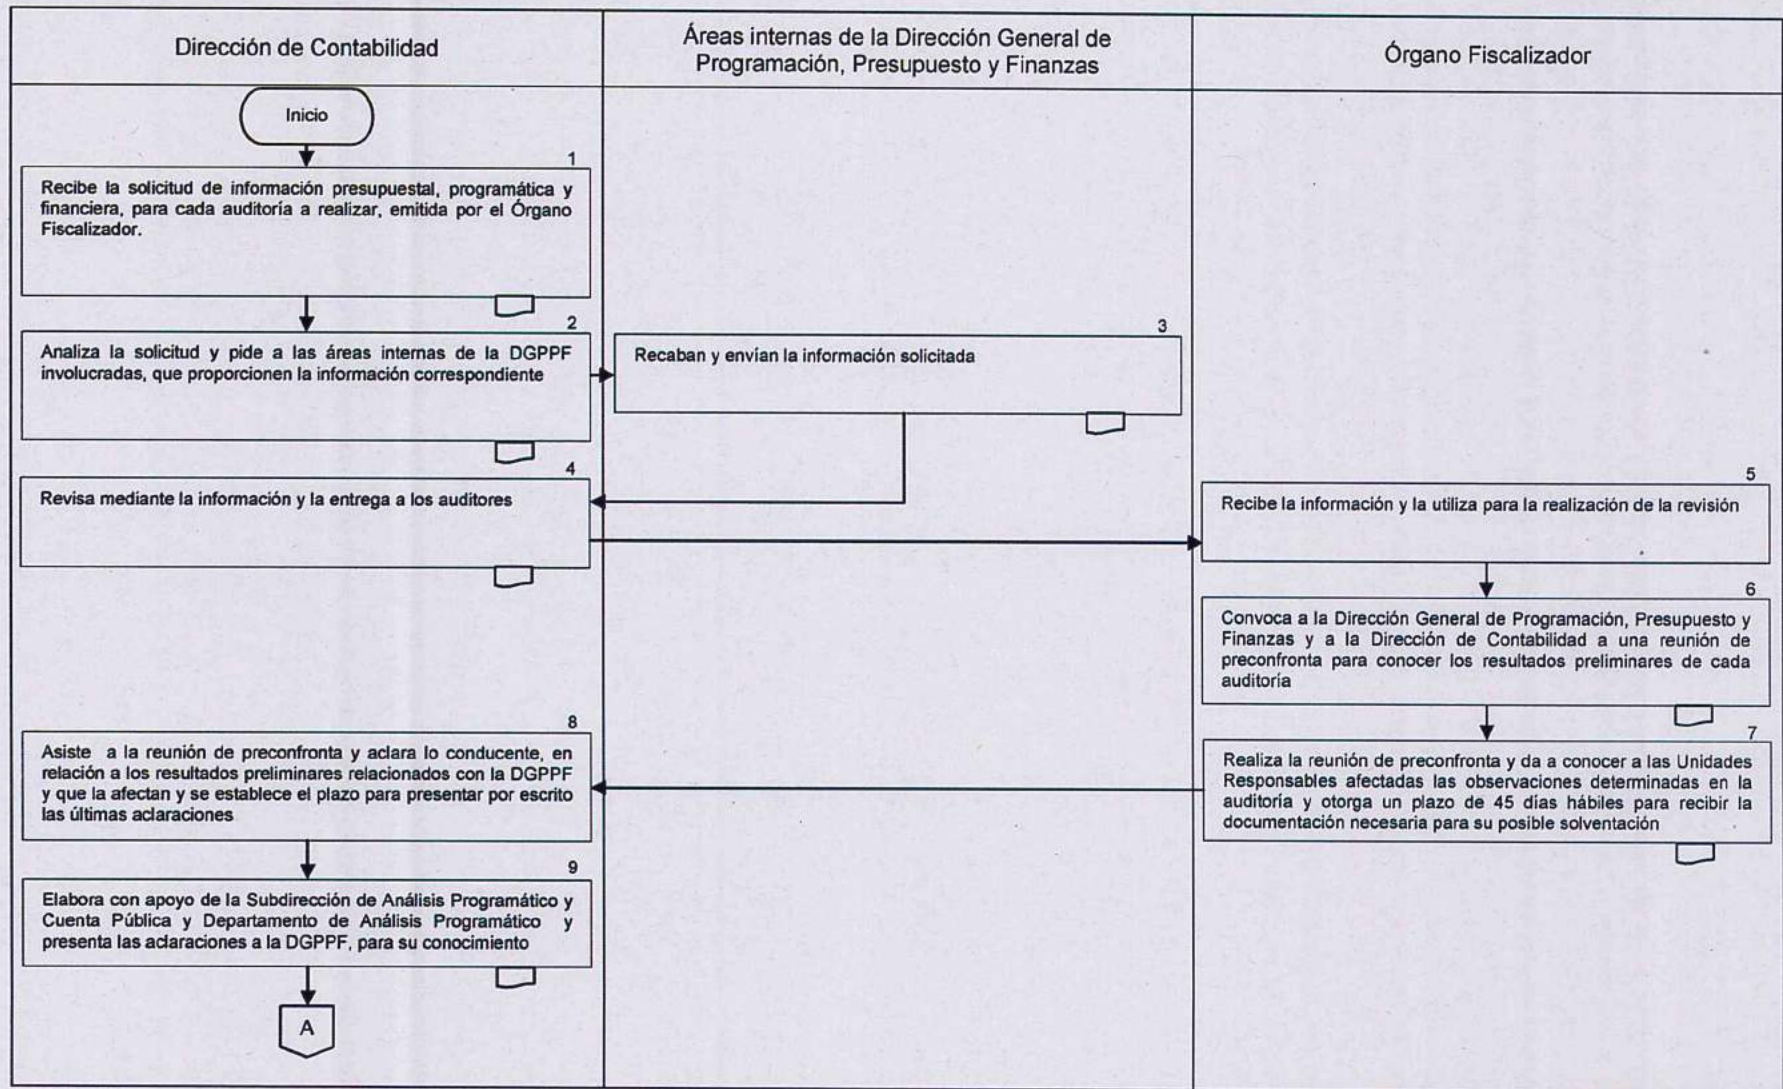 Dirección de Contabilidad
Áreas internas de la Dirección General de
Programación, Presupuesto y Finanzas
Órgano Fiscalizador
Inicio
1
Recibe la solicitud de información presupuestal, programática y
financiera, para cada auditoría a realizar, emitida por el Órgano
Fiscalizador.
2
Analiza la solicitud y pide a las áreas internas de la DGPPF
involucradas, que proporcionen la información correspondiente
3
Recaban y envían la información solicitada
4
Revisa mediante la información y la entrega a los auditores
5
Recibe la información y la utiliza para la realización de la revisión
6
Convoca a la Dirección General de Programación, Presupuesto y
Finanzas y a la Dirección de Contabilidad a una reunión de
preconfronta para conocer los resultados preliminares de cada
auditoría
7
Realiza la reunión de preconfronta y da a conocer a las Unidades
Responsables afectadas las observaciones determinadas en la
auditoría y otorga un plazo de 45 días hábiles para recibir la
documentación necesaria para su posible solventación
8
Asiste a la reunión de preconfronta y aclara lo conducente, en
relación a los resultados preliminares relacionados con la DGPPF
y que la afectan y se establece el plazo para presentar por escrito
las últimas aclaraciones
9
Elabora con apoyo de la Subdirección de Análisis Programático y
Cuenta Pública y Departamento de Análisis Programático y
presenta las aclaraciones a la DGPPF, para su conocimiento
A